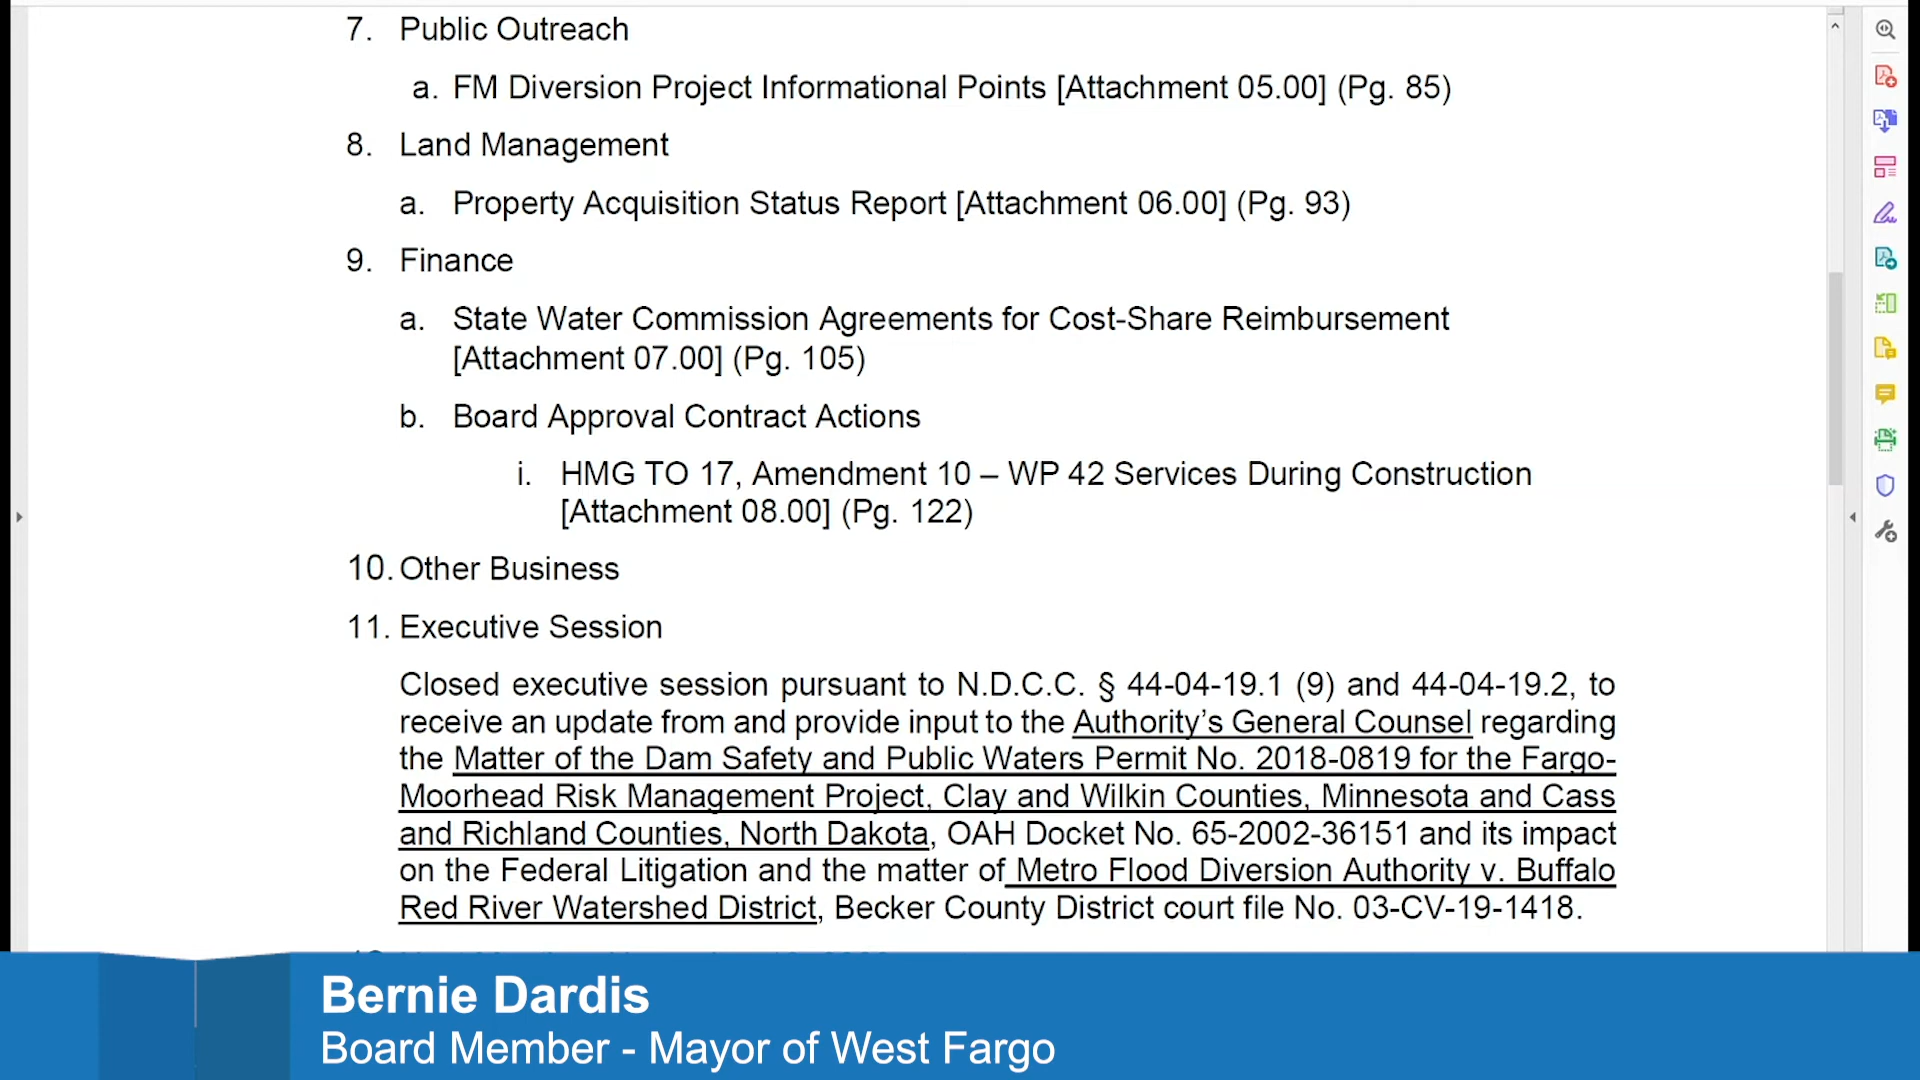 7. Public Outreach
a. FM Diversion Project Informational Points [Attachment 05.00] (Pg. 85)
8. Land Management
a. Property Acquisition Status Report [Attachment 06.00] (Pg. 93)
9. Finance
a. State Water Commission Agreements for Cost-Share Reimbursement
[Attachment 07.00] (Pg. 105)
b. Board Approval Contract Actions
i. HMG TO 17, Amendment 10 – WP 42 Services During Construction
[Attachment 08.00] (Pg. 122)
10. Other Business
11. Executive Session
Closed executive session pursuant to N.D.C.C. § 44-04-19.1 (9) and 44-04-19.2, to
receive an update from and provide input to the Authority’s General Counsel regarding
the Matter of the Dam Safety and Public Waters Permit No. 2018-0819 for the Fargo-
Moorhead Risk Management Project, Clay and Wilkin Counties, Minnesota and Cass
and Richland Counties, North Dakota, OAH Docket No. 65-2002-36151 and its impact
on the Federal Litigation and the matter of Metro Flood Diversion Authority v. Buffalo
Red River Watershed District, Becker County District court file No. 03-CV-19-1418.
Bernie Dardis
Board Member - Mayor of West Fargo